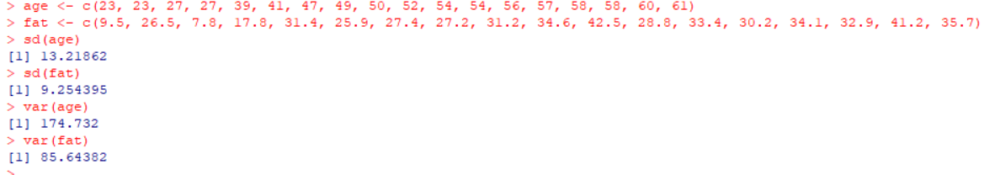 > age <- c(23, 23, 27, 27, 39, 41, 47, 49, 50, 52, 54, 54, 56, 57, 58, 58, 60, 61)
> fat <- c(9.5, 26.5, 7.8, 17.8, 31.4, 25.9, 27.4, 27.2, 31.2, 34.6, 42.5, 28.8, 33.4, 30.2, 34.1, 32.9, 41.2, 35.7)
> sd(age)
[1] 13.21862
> sd(fat)
[1] 9.254395
> var(age)
[1] 174.732
> var(fat)
[1] 85.64382
>